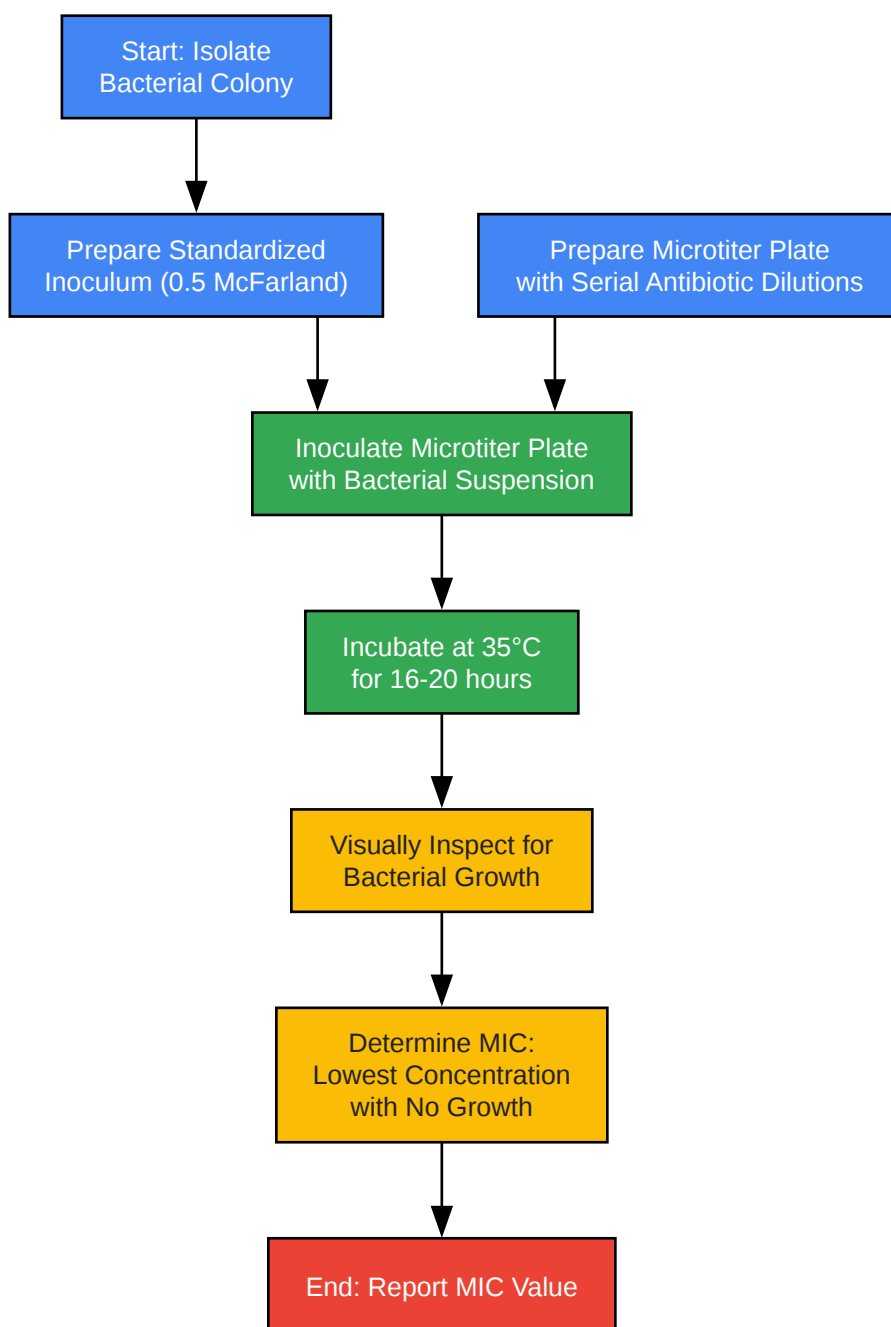 Start: Isolate
Bacterial Colony
Prepare Standardized
Inoculum (0.5 McFarland)
Prepare Microtiter Plate
with Serial Antibiotic Dilutions
Inoculate Microtiter Plate
with Bacterial Suspension
Incubate at 35°C
for 16-20 hours
Visually Inspect for
Bacterial Growth
Determine MIC:
Lowest Concentration
with No Growth
End: Report MIC Value